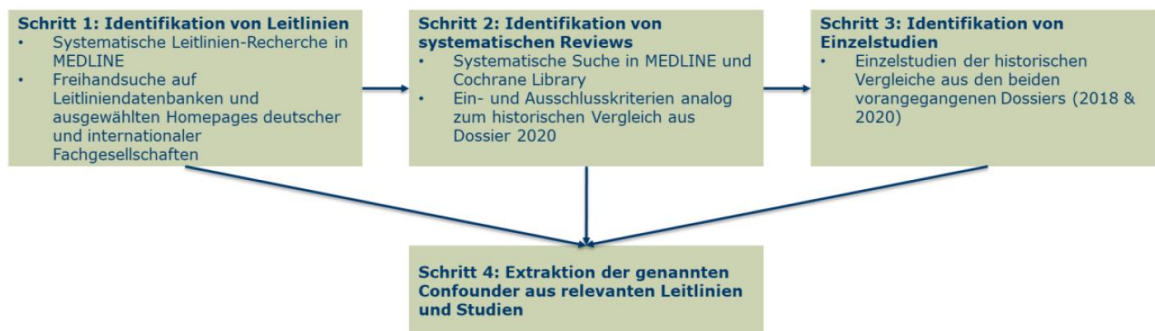 Schritt 1: Identifikation von Leitlinien
• Systematische Leitlinien-Recherche in
MEDLINE
• Freihandsuche auf
Leitliniendatenbanken und
ausgewählten Homepages deutscher
und internationaler
Fachgesellschaften
Schritt 2: Identifikation von
systematischen Reviews
• Systematische Suche in MEDLINE und
Cochrane Library
• Ein- und Ausschlusskriterien analog
zum historischen Vergleich aus
Dossier 2020
Schritt 3: Identifikation von
Einzelstudien
• Einzelstudien der historischen
Vergleiche aus den beiden
vorangegangenen Dossiers (2018 &
2020)
Schritt 4: Extraktion der genannten
Confounder aus relevanten Leitlinien
und Studien